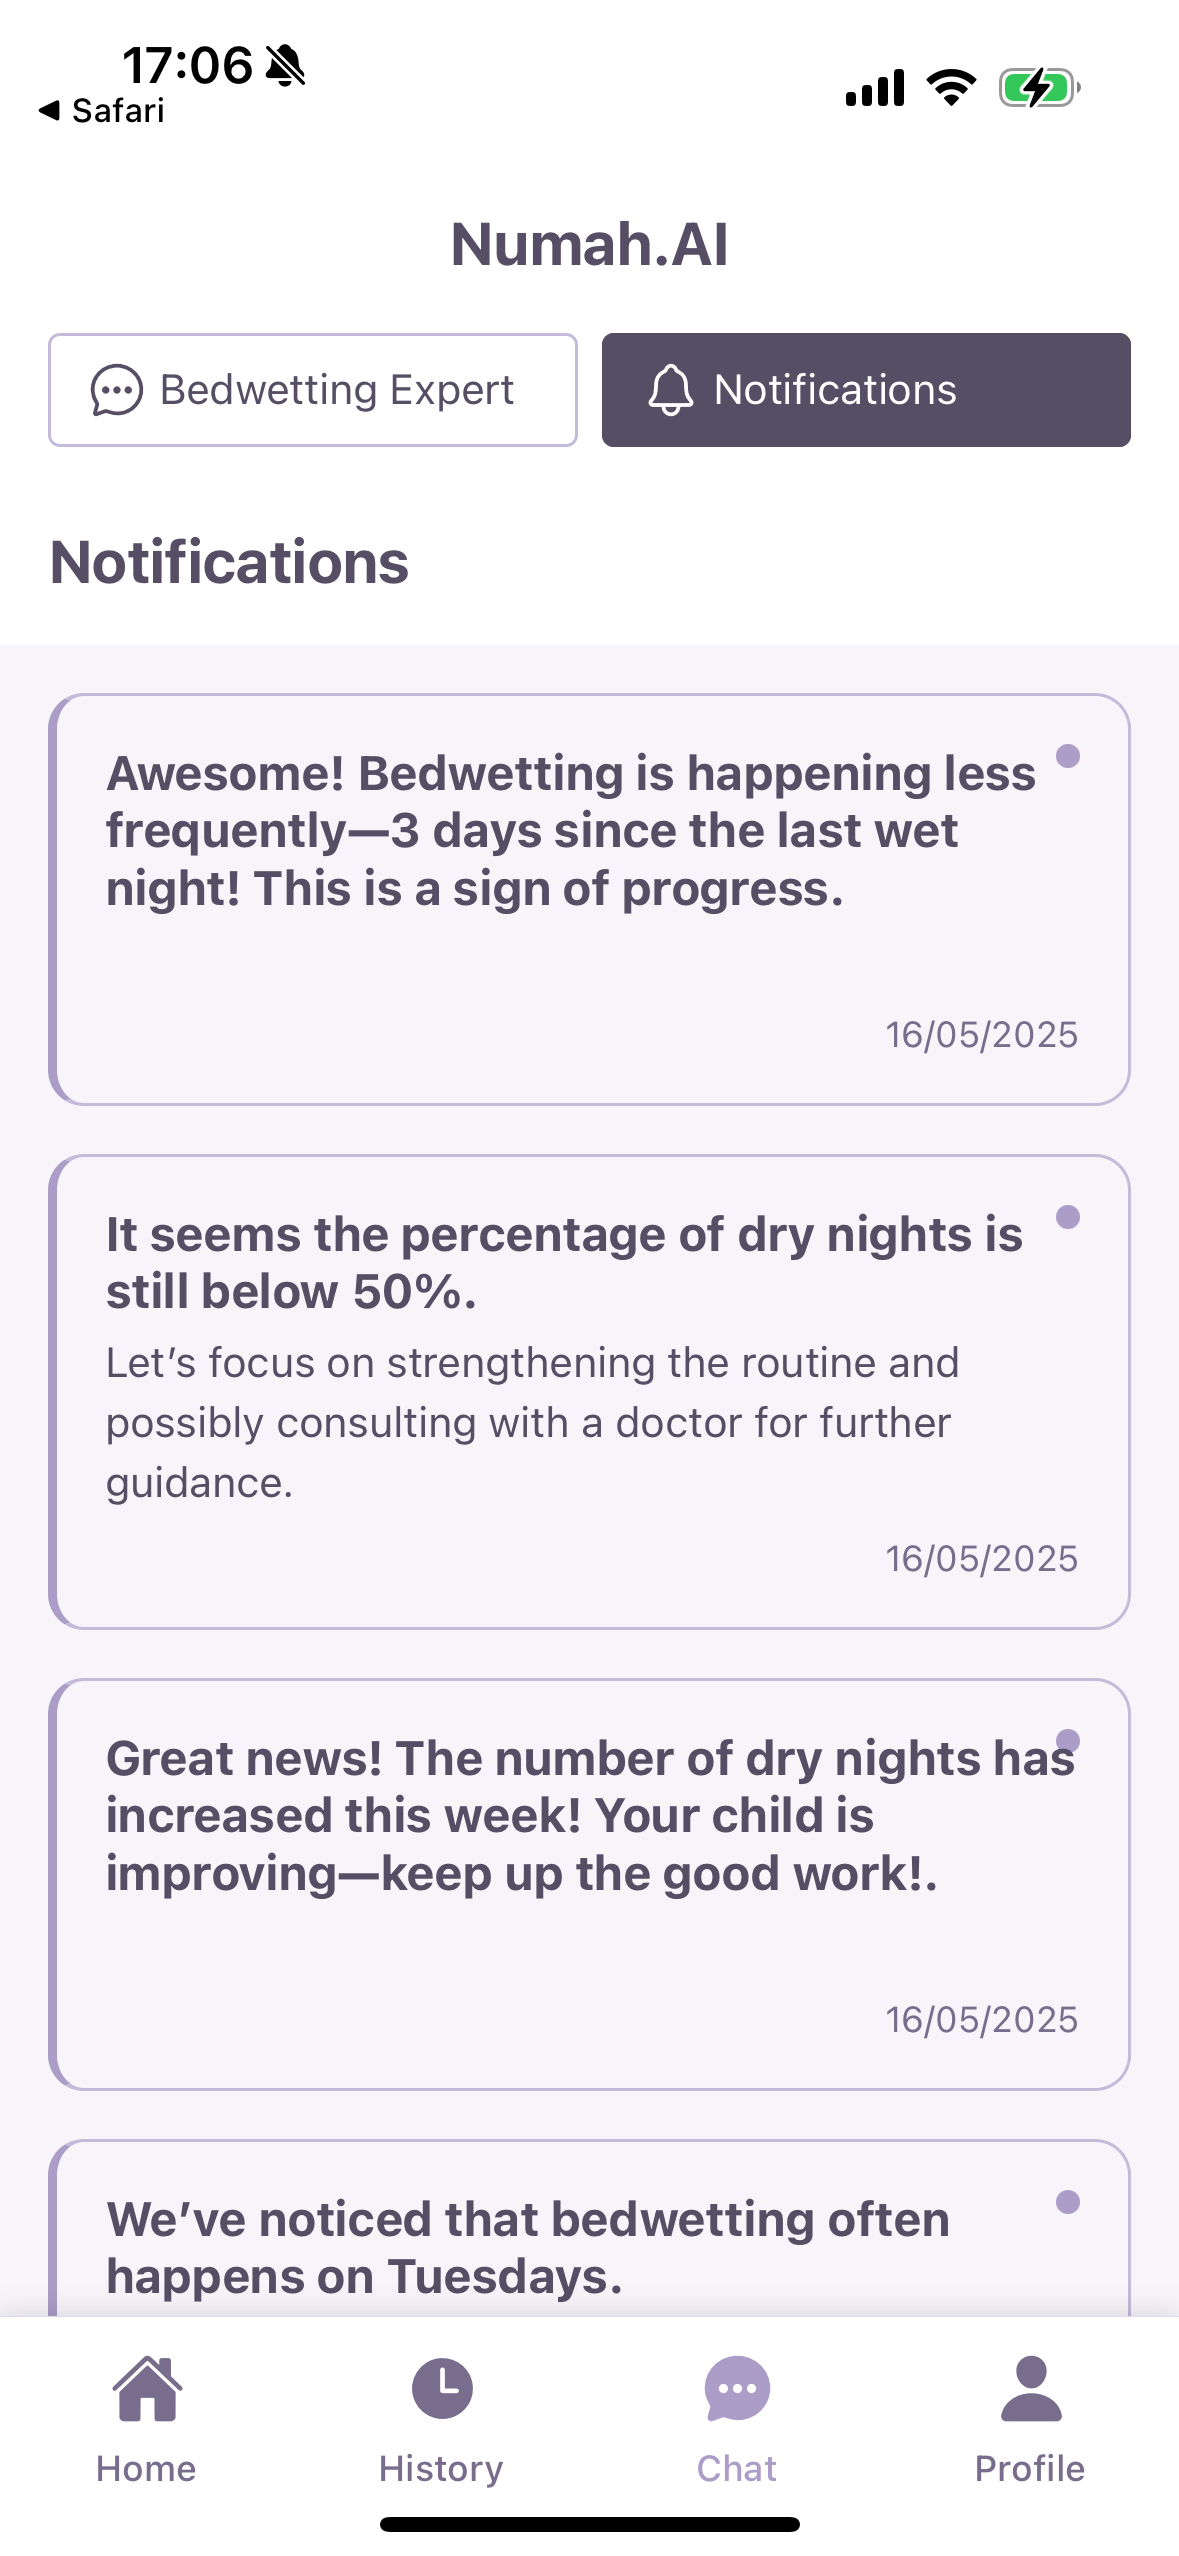 17:06
Safari
Numah.AI
Bedwetting Expert
Notifications
Notifications
Awesome! Bedwetting is happening less
frequently—3 days since the last wet
night! This is a sign of progress.
16/05/2025
It seems the percentage of dry nights is
still below 50%.
Let’s focus on strengthening the routine and
possibly consulting with a doctor for further
guidance.
16/05/2025
Great news! The number of dry nights has
increased this week! Your child is
improving—keep up the good work!.
16/05/2025
We’ve noticed that bedwetting often
happens on Tuesdays.
Home
History
Chat
Profile